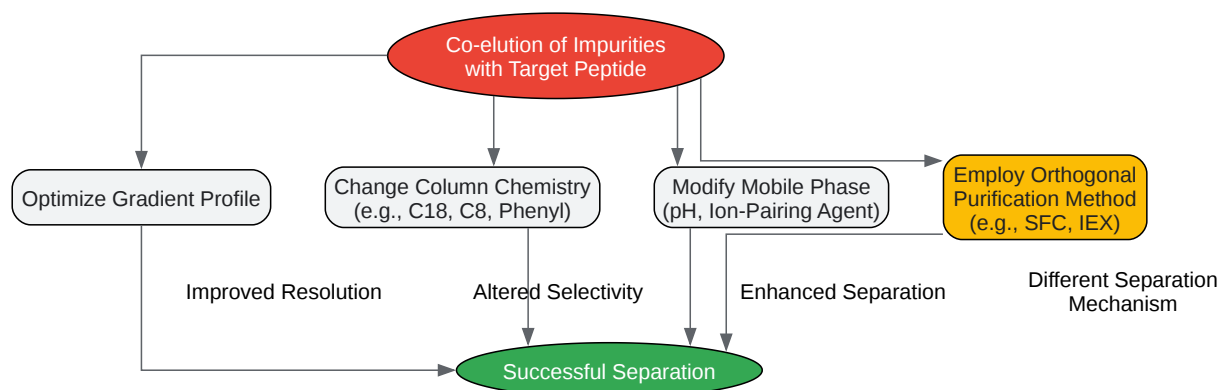 Co-elution of Impurities
with Target Peptide
Optimize Gradient Profile
Change Column Chemistry
(e.g., C18, C8, Phenyl)
Modify Mobile Phase
(pH, Ion-Pairing Agent)
Employ Orthogonal
Purification Method
(e.g., SFC, IEX)
Improved Resolution
Altered Selectivity
Enhanced Separation
Different Separation
Mechanism
Successful Separation